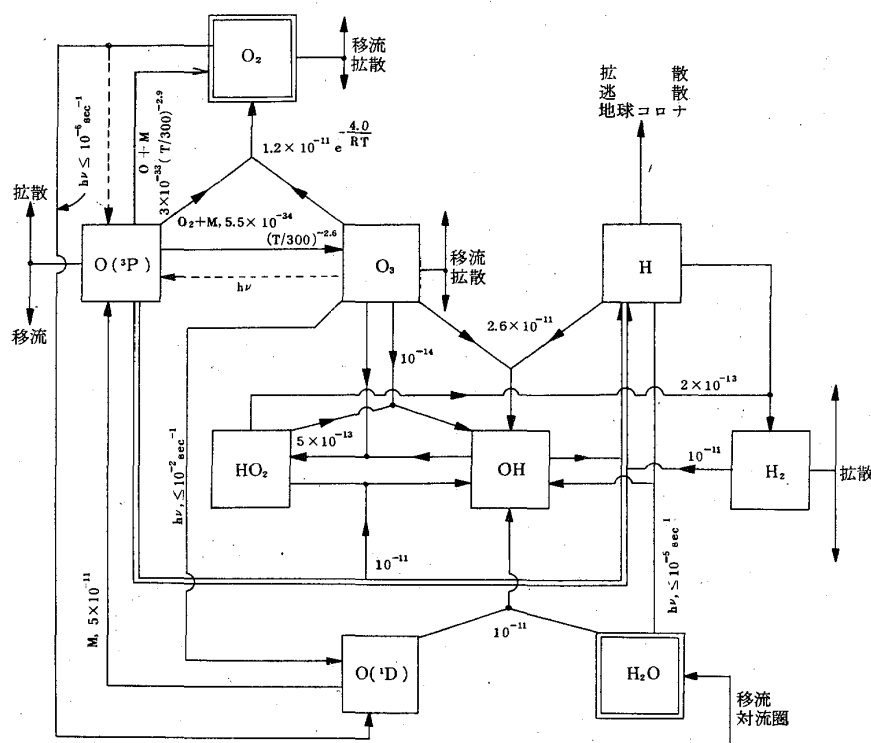 O₂
移流
拡散
拡　散
逃　散
地球コロナ
hν ≤ 10⁻⁶ sec⁻¹
O + M
3×10⁻³³ (T/300)⁻²·⁹
1.2 × 10⁻¹¹ e^(-4.0/RT)
拡散
移流
O (³P)
O₂+M, 5.5× 10⁻³⁴
(T/300)⁻²·⁶
hν
O₃
移流
拡散
H
2.6 × 10⁻¹¹
10⁻¹⁴
2 × 10⁻¹³
HO₂
5 × 10⁻¹³
OH
10⁻¹¹
H₂
拡散
hν, ≤ 10⁻² sec⁻¹
10⁻¹¹
hν, ≤ 10⁻⁵ sec⁻¹
M, 5×10⁻¹¹
10⁻¹¹
O(¹D)
H₂O
移流
対流圏